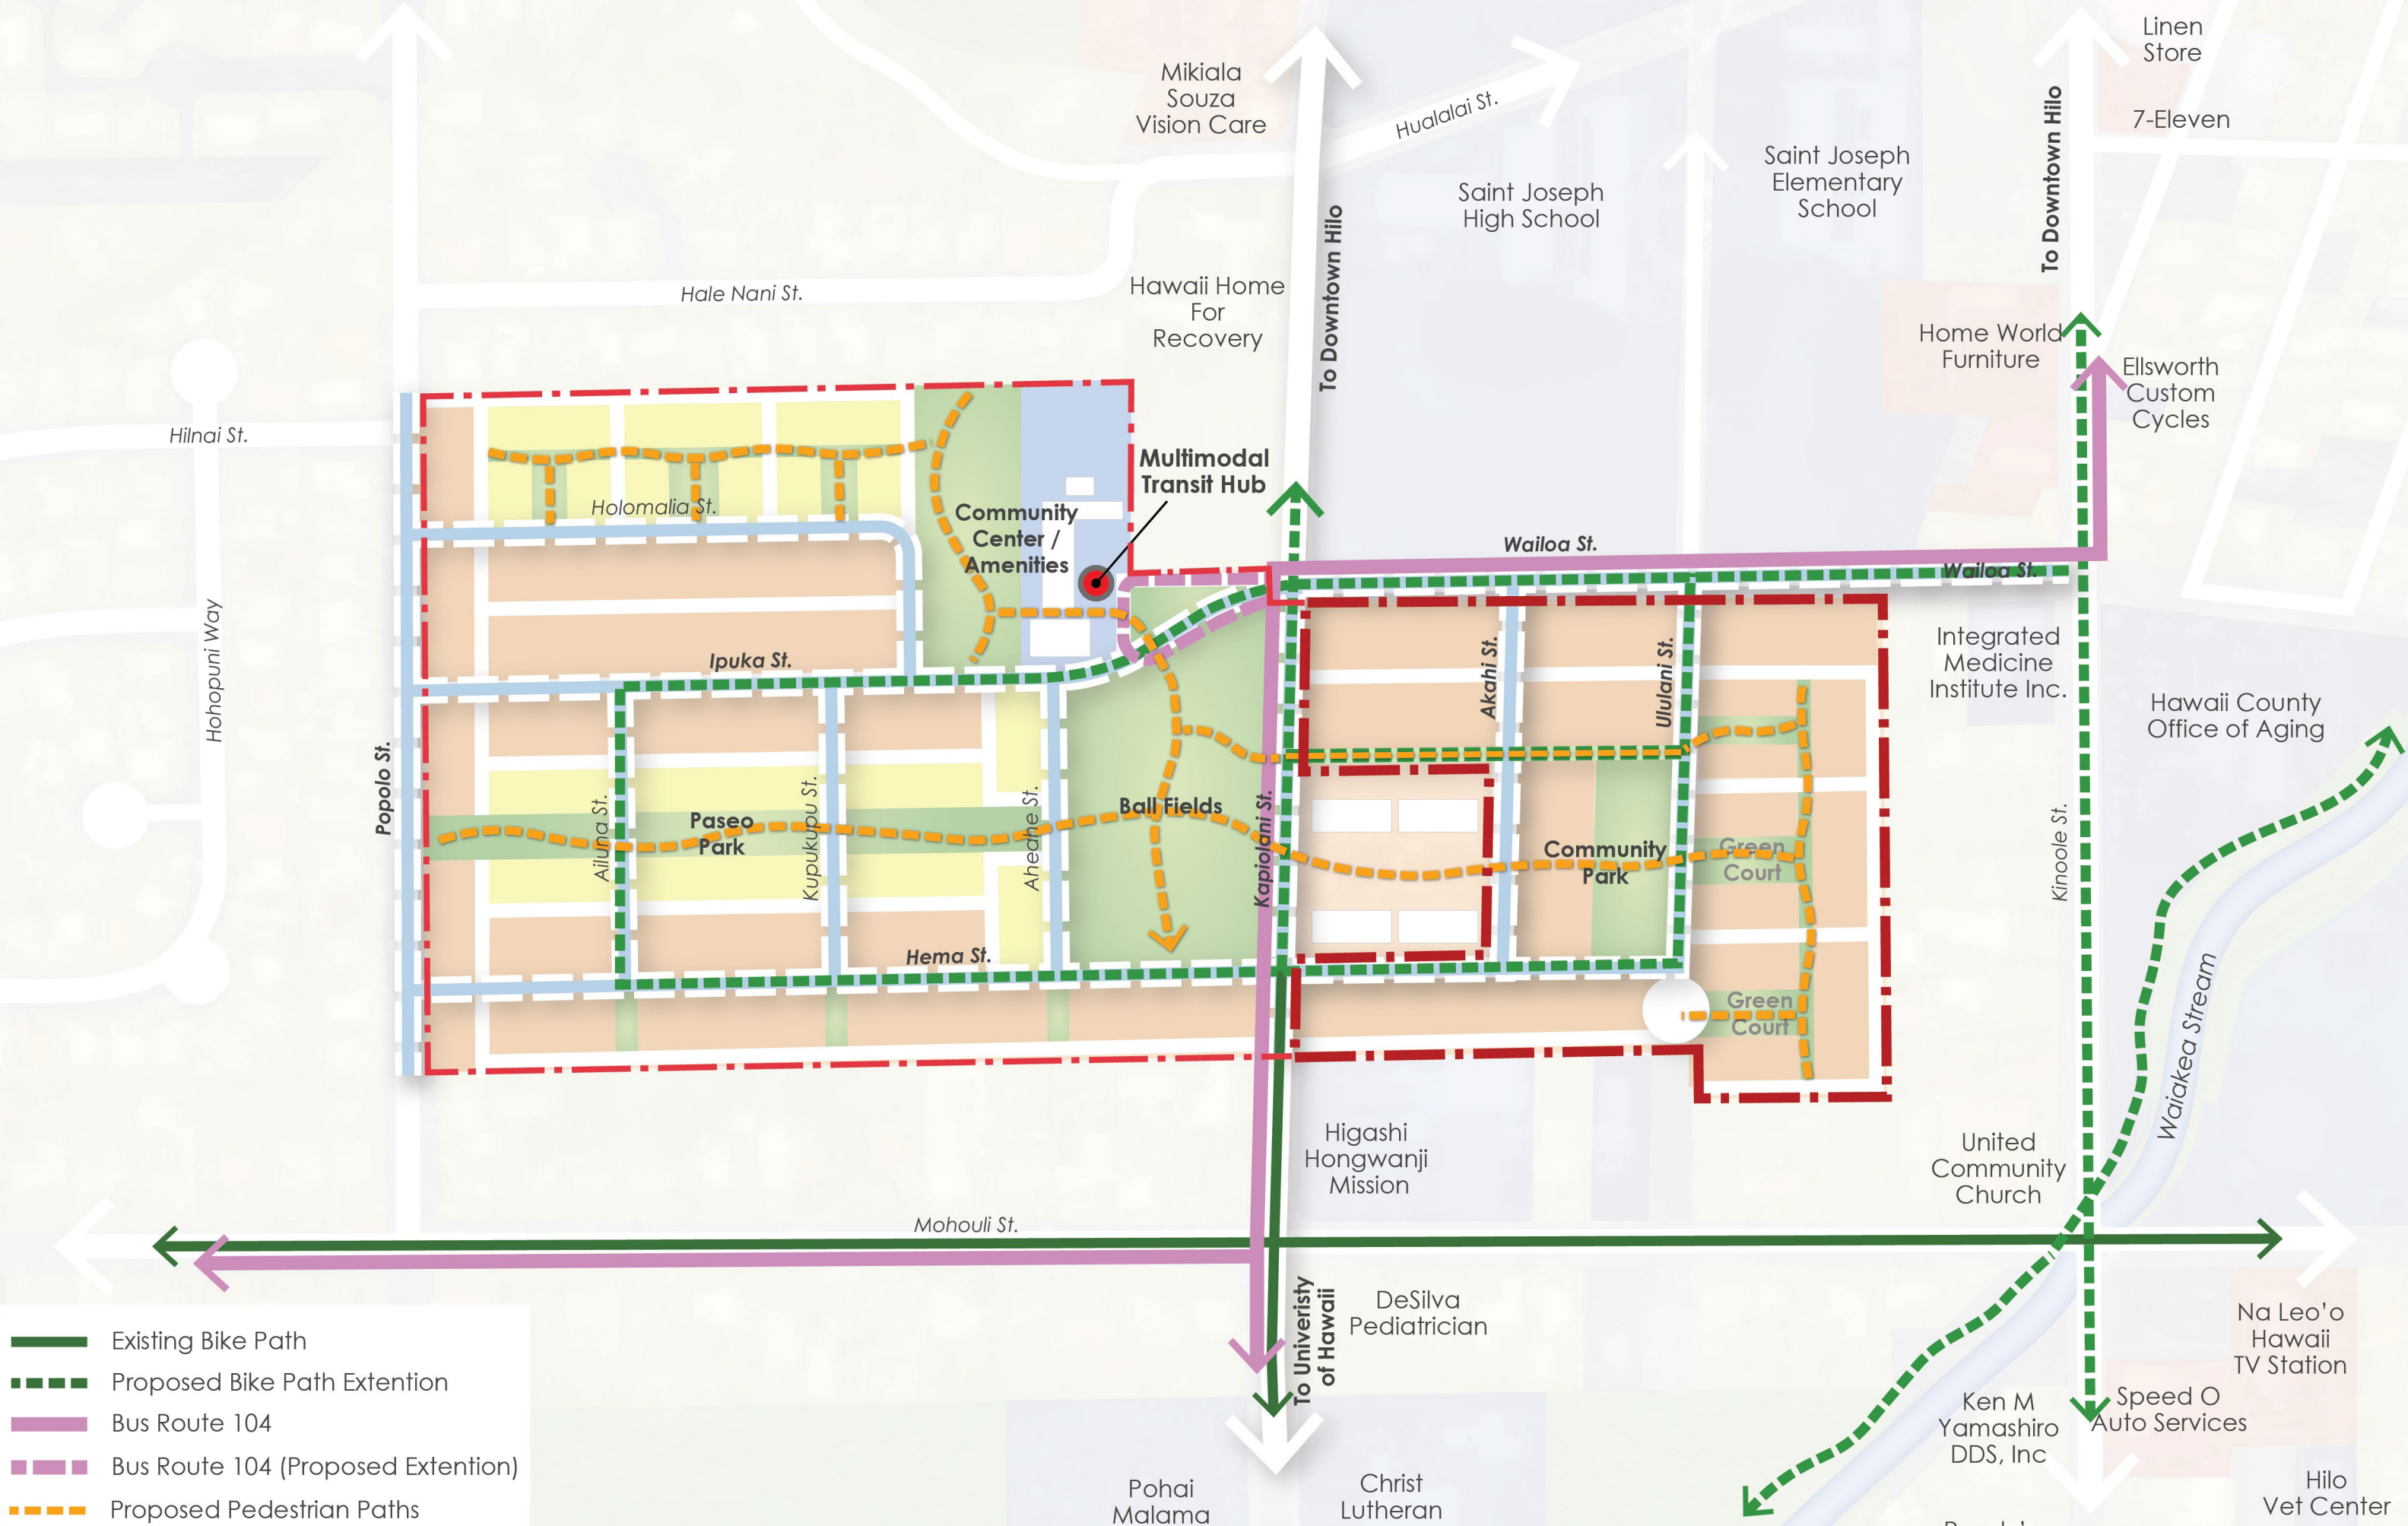 Linen
Store
7-Eleven
Mikiala
Souza
Vision Care
Hualalai St.
To Downtown Hilo
Saint Joseph
High School
Saint Joseph
Elementary
School
To Downtown Hilo
Hale Nani St.
Hawaii Home
For
Recovery
Home World
Furniture
Ellsworth
Custom
Cycles
Hilnai St.
Multimodal
Transit Hub
Holomalia St.
Community
Center /
Amenities
Wailoa St.
Wailoa St.
Hohopuni Way
Ipuka St.
Akahi St.
Ululani St.
Integrated
Medicine
Institute Inc.
Hawaii County
Office of Aging
Popolo St.
Ailuna St.
Paseo
Park
Kupukupu St.
Ahedhe St.
Ball Fields
Kapiolani St.
Community
Park
Green
Court
Kinoole St.
Hema St.
Green
Court
Waiakea Stream
Higashi
Hongwanji
Mission
United
Community
Church
Mohouli St.
To Univeristy
of Hawaii
DeSilva
Pediatrician
Na Leo’o
Hawaii
TV Station
Ken M
Yamashiro
DDS, Inc
Speed O
Auto Services
Pohai
Malama
Christ
Lutheran
Hilo
Vet Center
Existing Bike Path
Proposed Bike Path Extention
Bus Route 104
Bus Route 104 (Proposed Extention)
Proposed Pedestrian Paths